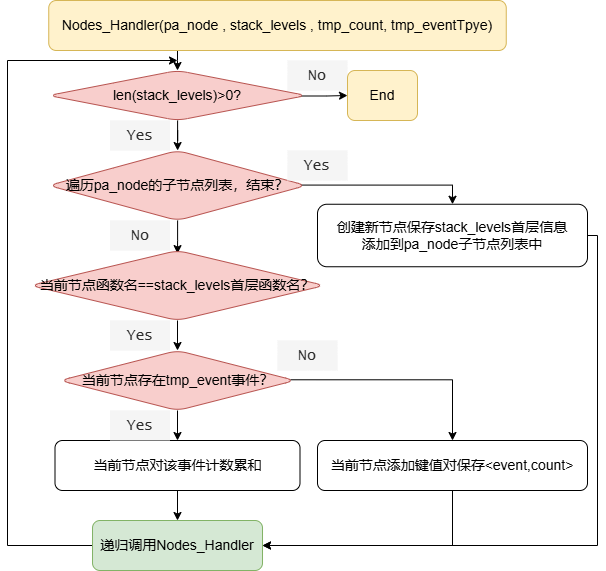 Nodes_Handler(pa_node , stack_levels , tmp_count, tmp_eventTpye)
No
len(stack_levels)>0?
End
Yes
遍历pa_node的子节点列表，结束?
Yes
创建新节点保存stack_levels首层信息
添加到pa_node子节点列表中
No
当前节点函数名==stack_levels首层函数名?
Yes
No
当前节点存在tmp_event事件?
Yes
当前节点对该事件计数累和
当前节点添加键值对保存<event,count>
递归调用Nodes_Handler